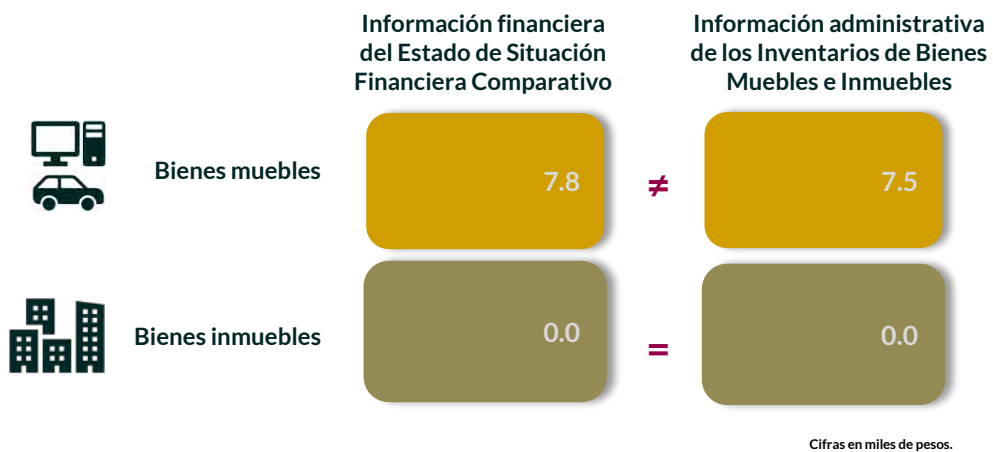 Información financiera
del Estado de Situación
Financiera Comparativo
Información administrativa
de los Inventarios de Bienes
Muebles e Inmuebles
Bienes muebles
7.8
≠
7.5
Bienes inmuebles
0.0
=
0.0
Cifras en miles de pesos.